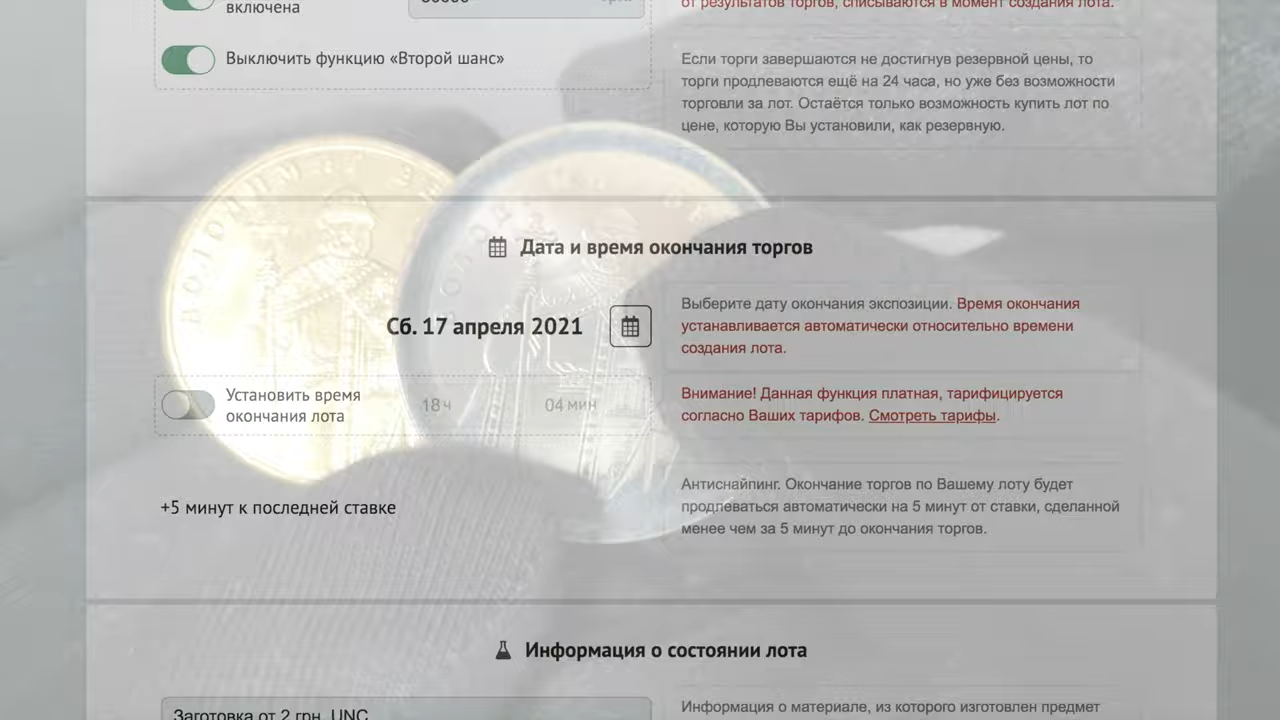 включена
от результатов торгов, списываются в момент создания лота.
Выключить функцию «Второй шанс»
Если торги завершаются не достигнув резервной цены, то
торги продлеваются ещё на 24 часа, но уже без возможности
торговли за лот. Остаётся только возможность купить лот по
цене, которую Вы установили, как резервную.
Дата и время окончания торгов
Сб. 17 апреля 2021
Выберите дату окончания экспозиции. Время окончания
устанавливается автоматически относительно времени
создания лота.
Установить время
окончания лота
18 ч
04 мин
Внимание! Данная функция платная, тарифицируется
согласно Ваших тарифов. Смотреть тарифы.
+5 минут к последней ставке
Антиснайпинг. Окончание торгов по Вашему лоту будет
продлеваться автоматически на 5 минут от ставки, сделанной
менее чем за 5 минут до окончания торгов.
Информация о состоянии лота
Заготовка от 2 грн. UNC
Информация о материале, из которого изготовлен предмет